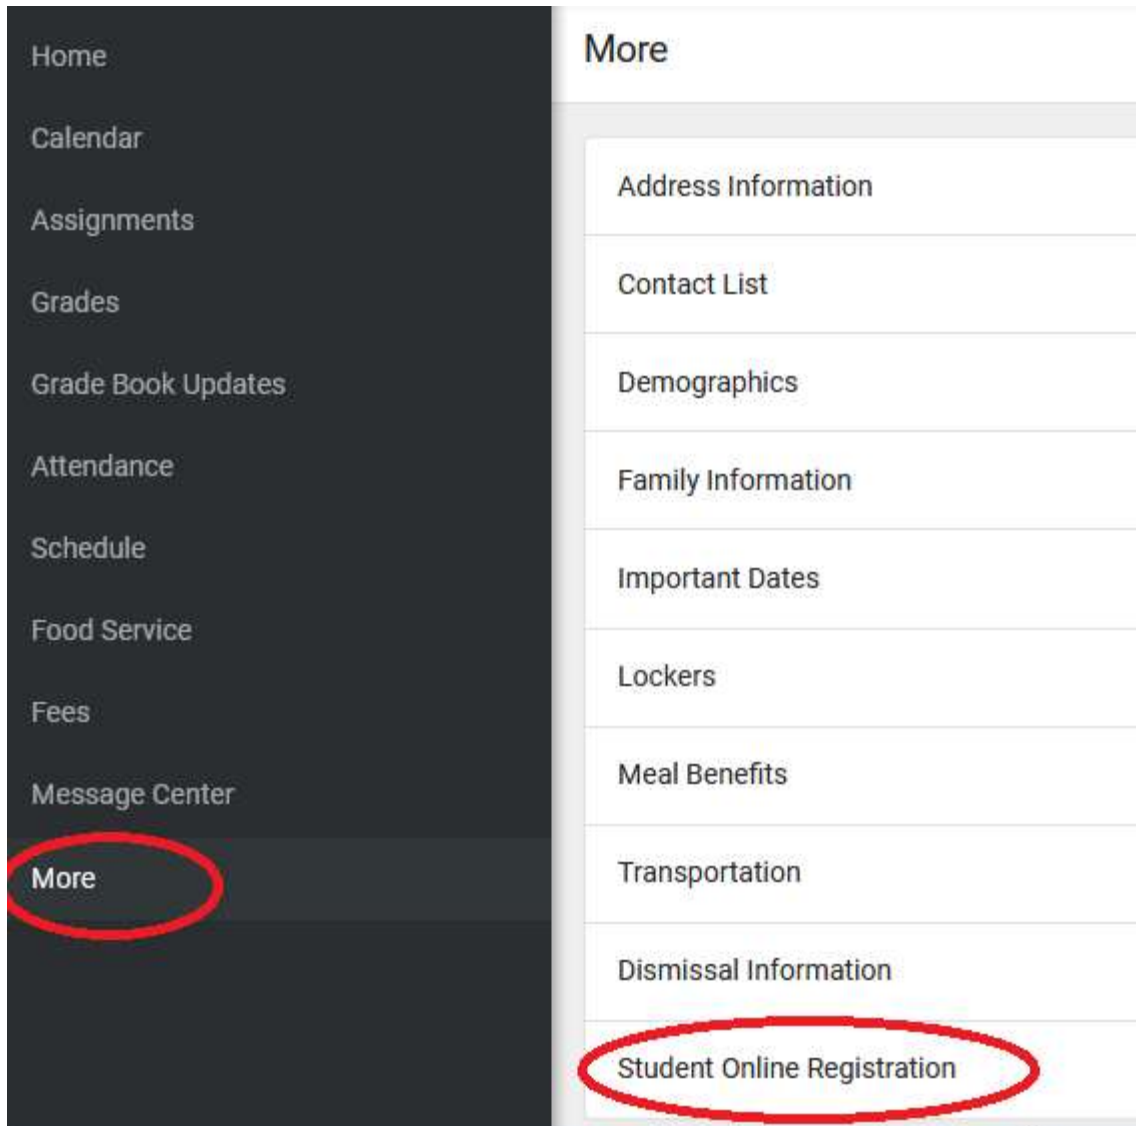 Home
Calendar
Assignments
Grades
Grade Book Updates
Attendance
Schedule
Food Service
Fees
Message Center
More
More
Address Information
Contact List
Demographics
Family Information
Important Dates
Lockers
Meal Benefits
Transportation
Dismissal Information
Student Online Registration